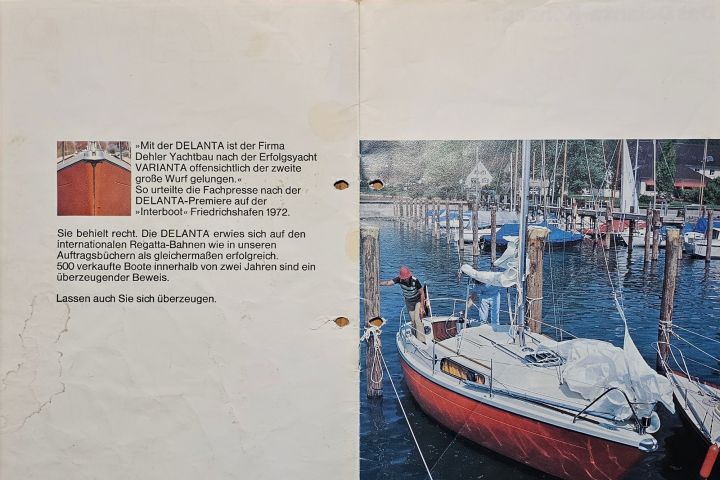 »Mit der DELANTA ist der Firma
Dehler Yachtbau nach der Erfolgsyacht
VARIANTA offensichtlich der zweite
große Wurf gelungen.«
So urteilte die Fachpresse nach der
DELANTA-Premiere auf der
»Interboot« Friedrichshafen 1972.
Sie behielt recht. Die DELANTA erwies sich auf den
internationalen Regatta-Bahnen wie in unseren
Auftragsbüchern als gleichermaßen erfolgreich.
500 verkaufte Boote innerhalb von zwei Jahren sind ein
überzeugender Beweis.
Lassen auch Sie sich überzeugen.